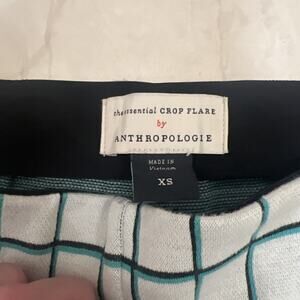 the essential CROP FLARE
by
ANTHROPOLOGIE
MADE IN
Vietnam
XS